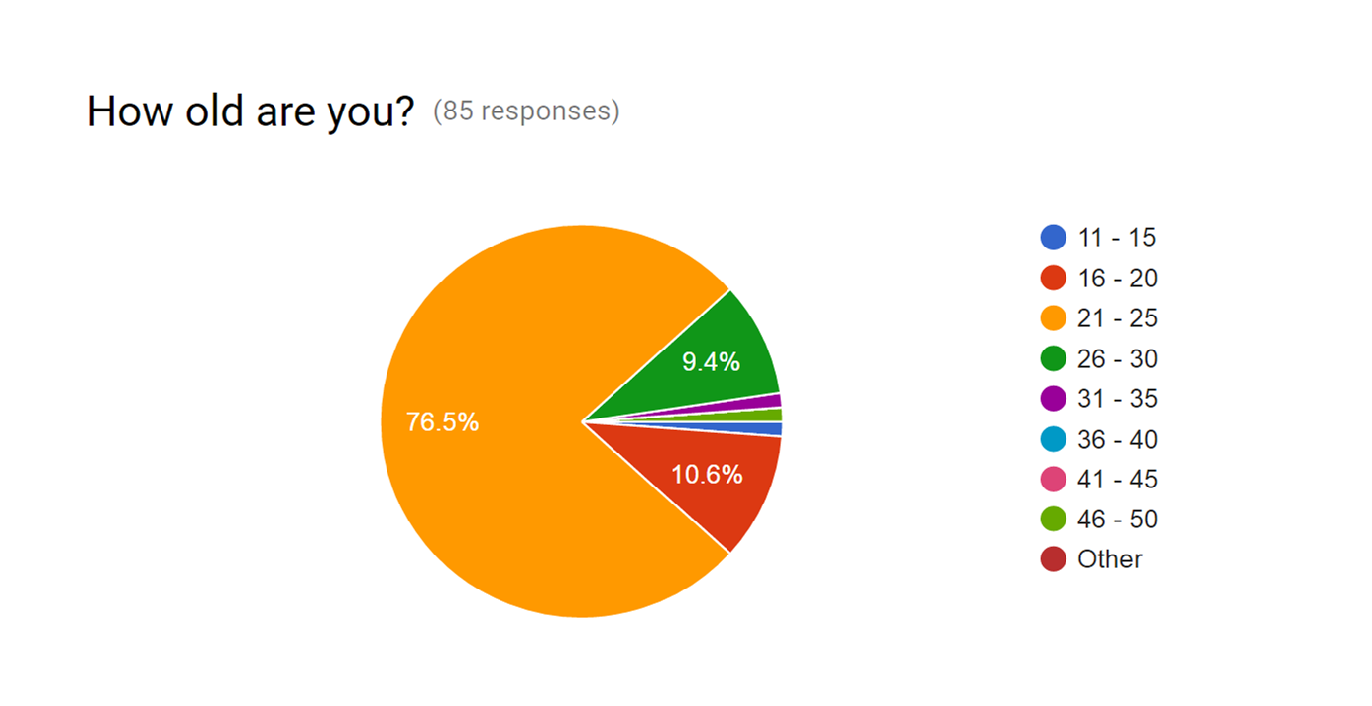 How old are you? (85 responses)
11 - 15
16 - 20
21 - 25
26 - 30
31 - 35
36 - 40
41 - 45
46 - 50
Other
9.4%
76.5%
10.6%